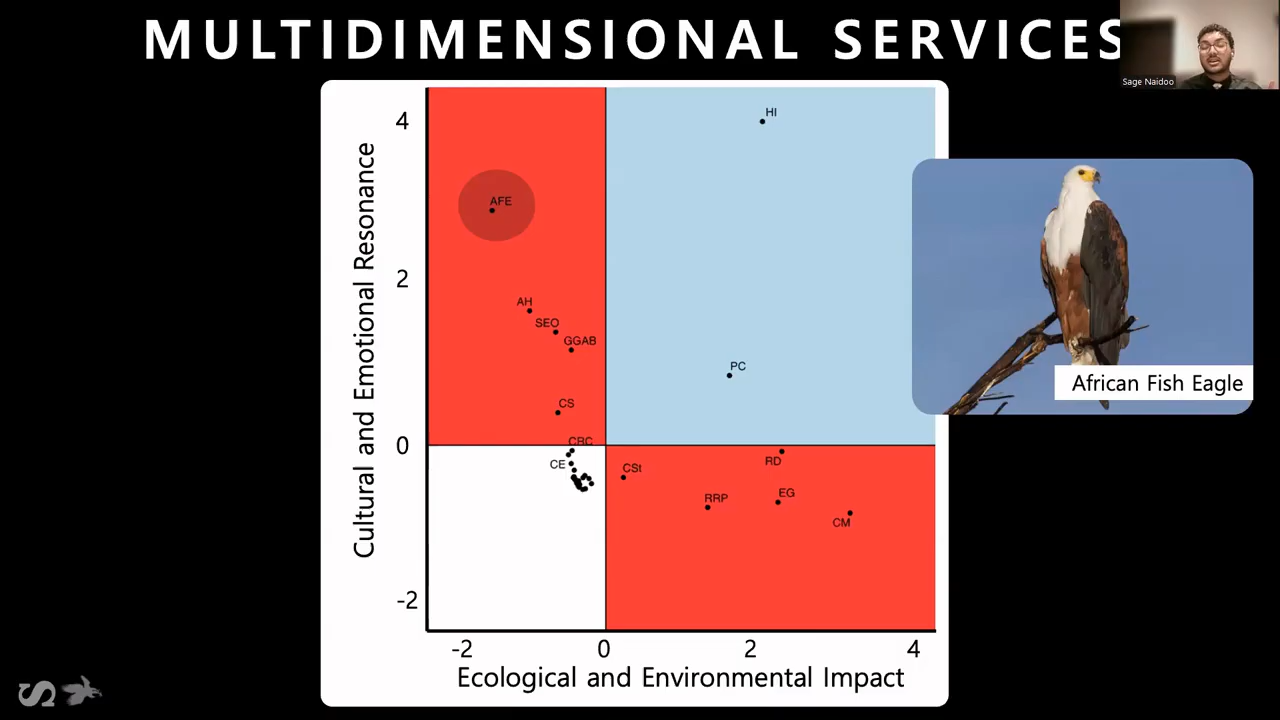 MULTIDIMENSIONAL SERVICES
Sage Naidoo
Cultural and Emotional Resonance
4
2
0
-2
HI
AFE
AH
SEO
GGAB
PC
CS
CRC
CE
CSt
RD
RRP
EG
CM
African Fish Eagle
-2
0
2
4
Ecological and Environmental Impact
S